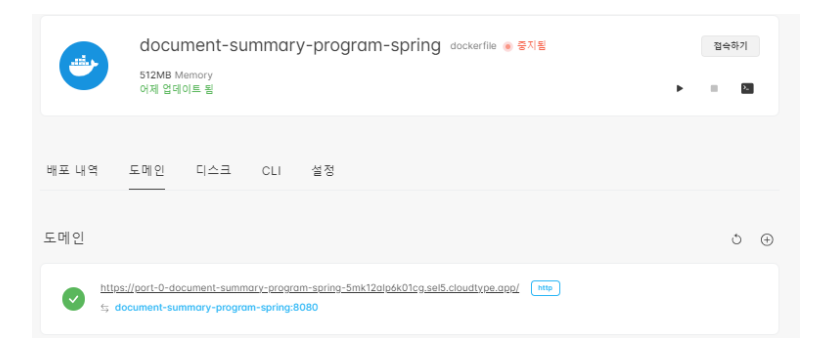 document-summary-program-spring dockerfile 중지됨
접속하기
512MB Memory
어제 업데이트 됨
배포 내역 도메인 디스크 CLI 설정
도메인
https://port-0-document-summary-program-spring-5mk12alp6k01cg.sel5.cloudtype.app/ http
document-summary-program-spring:8080